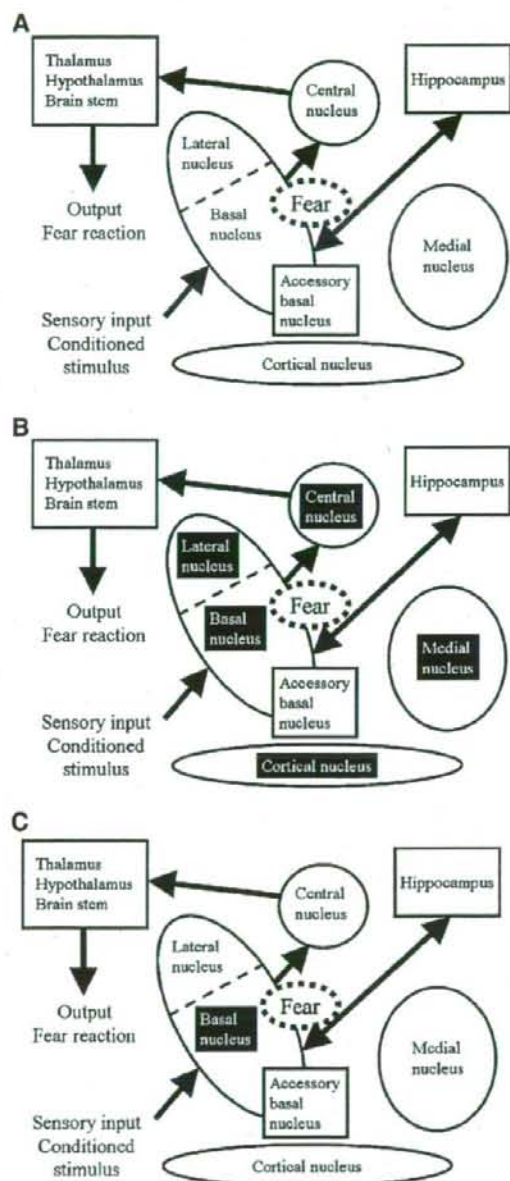 A
Thalamus
Hypothalamus
Brain stem
Central
nucleus
Hippocampus
Lateral
nucleus
Basal
nucleus
Fear
Output
Fear reaction
Medial
nucleus
Accessory
basal
nucleus
Sensory input
Conditioned
stimulus
Cortical nucleus
B
Thalamus
Hypothalamus
Brain stem
Central
nucleus
Hippocampus
Lateral
nucleus
Basal
nucleus
Fear
Output
Fear reaction
Medial
nucleus
Accessory
basal
nucleus
Sensory input
Conditioned
stimulus
Cortical nucleus
C
Thalamus
Hypothalamus
Brain stem
Central
nucleus
Hippocampus
Lateral
nucleus
Basal
nucleus
Fear
Output
Fear reaction
Medial
nucleus
Accessory
basal
nucleus
Sensory input
Conditioned
stimulus
Cortical nucleus